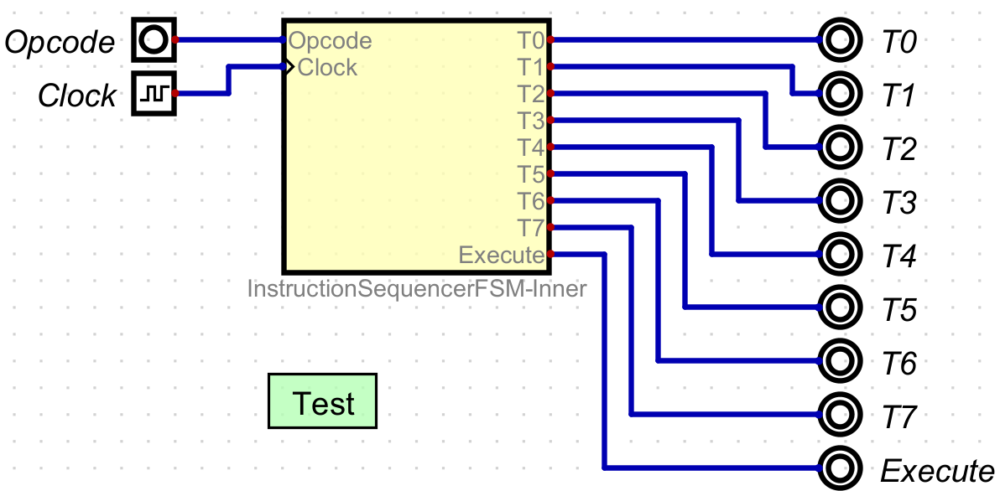 Opcode
Clock
Opcode
Clock
T0
T1
T2
T3
T4
T5
T6
T7
Execute
InstructionSequencerFSM-Inner
Test
T0
T1
T2
T3
T4
T5
T6
T7
Execute